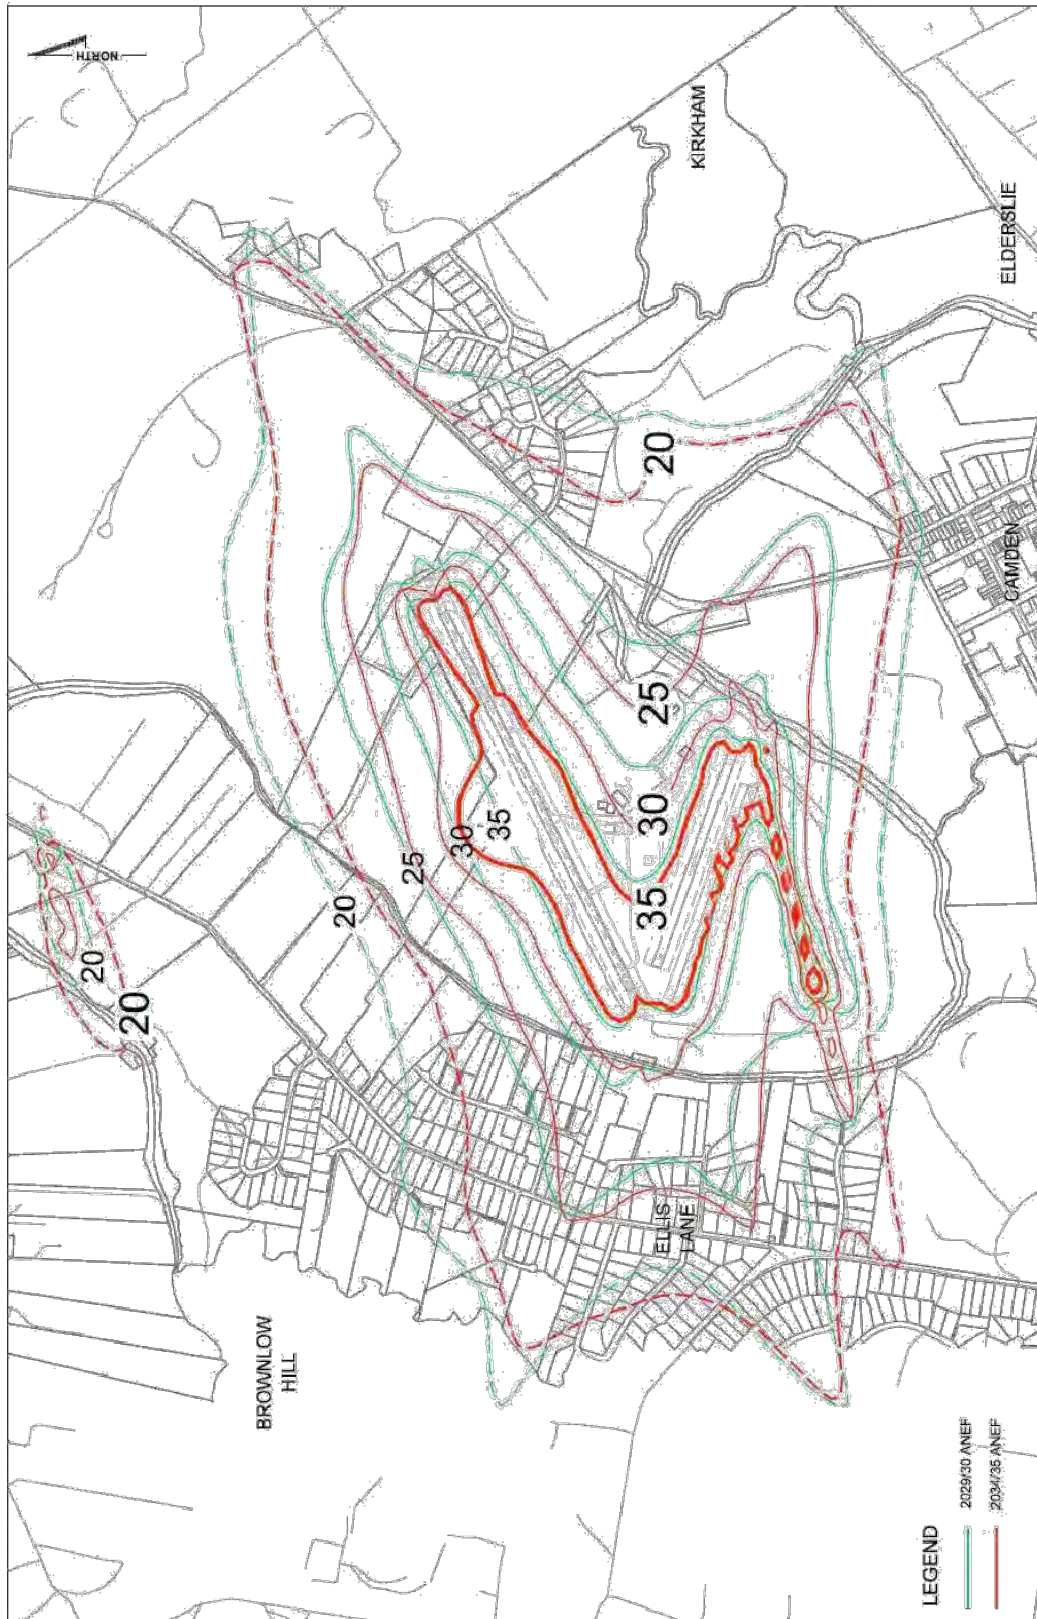 NORTH
KIRKHAM
ELDERSLIE
20
CAMDEN
25
30
35
35
30
25
20
20
20
ELLIS
LANE
BROWNLOW
HILL
LEGEND
2029/30 ANEF
2034/35 ANEF